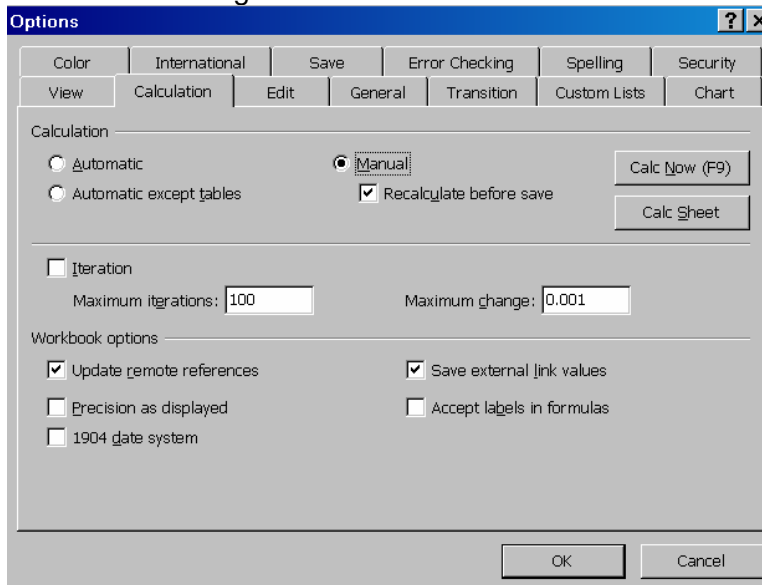 Options
Color International Save Error Checking Spelling Security
View Calculation Edit General Transition Custom Lists Chart
Calculation
Automatic Manual Calc Now (F9)
Automatic except tables Recalculate before save
Calc Sheet
Iteration
Maximum iterations: 100 Maximum change: 0.001
Workbook options
Update remote references Save external link values
Precision as displayed Accept labels in formulas
1904 date system
OK Cancel